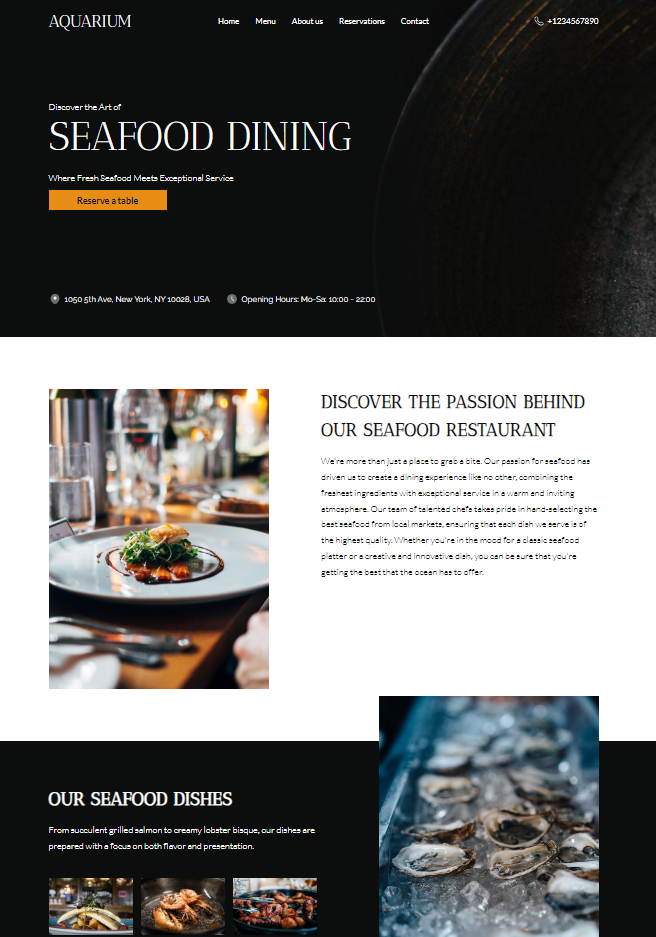 AQUARIUM
Home Menu About us Reservations Contact
+1234567890
Discover the Art of
SEAFOOD DINING
Where Fresh Seafood Meets Exceptional Service
Reserve a table
1050 5th Ave, New York, NY 10028, USA
Opening Hours: Mo-Sa: 10:00 - 22:00
DISCOVER THE PASSION BEHIND
OUR SEAFOOD RESTAURANT
We're more than just a place to grab a bite. Our passion for seafood has
driven us to create a dining experience like no other, combining the
freshest ingredients with exceptional service in a warm and inviting
atmosphere. Our team of talented chefs takes pride in hand-selecting the
best seafood from local markets, ensuring that each dish we serve is of
the highest quality. Whether you're in the mood for a classic seafood
platter or a creative and innovative dish, you can be sure that you're
getting the best that the ocean has to offer.
OUR SEAFOOD DISHES
From succulent grilled salmon to creamy lobster bisque, our dishes are
prepared with a focus on both flavor and presentation.